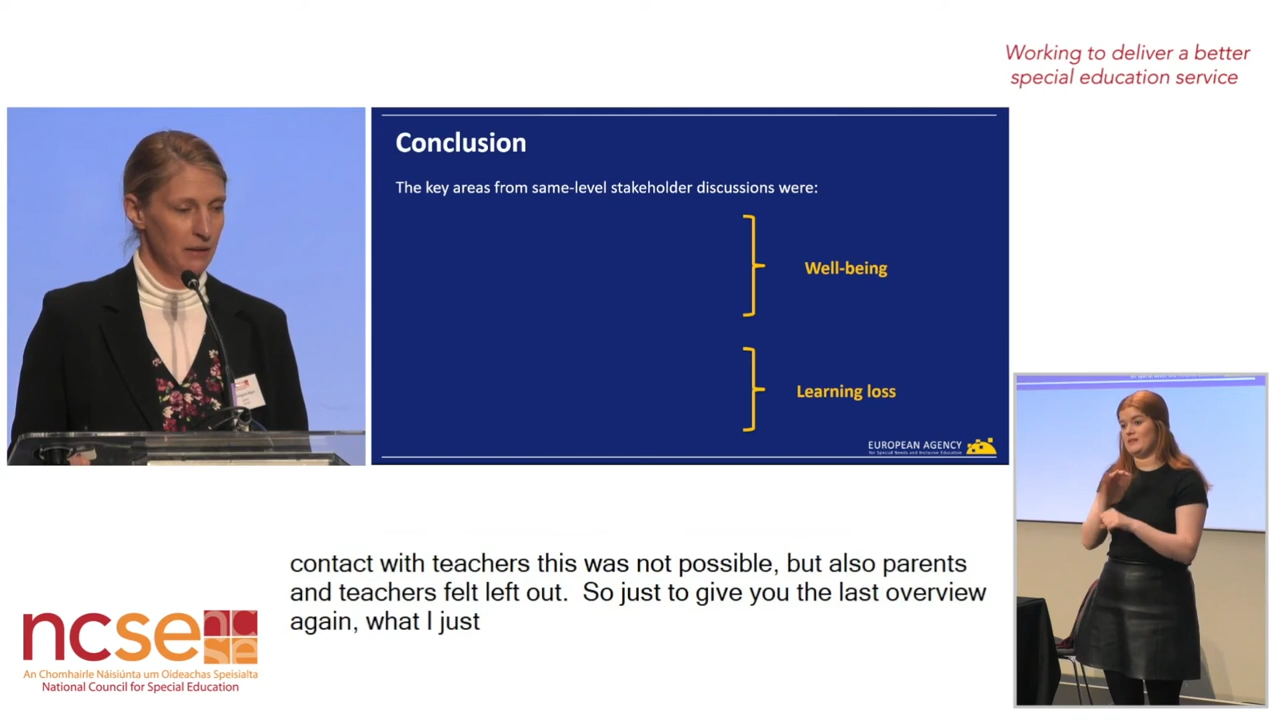 Working to deliver a better
special education service
Conclusion
The key areas from same-level stakeholder discussions were:
Well-being
Learning loss
EUROPEAN AGENCY
for Special Needs and Inclusive Education
contact with teachers this was not possible, but also parents
and teachers felt left out. So just to give you the last overview
again, what I just
ncse
nc
se
An Chomhairle Náisiúnta um Oideachas Speisialta
National Council for Special Education